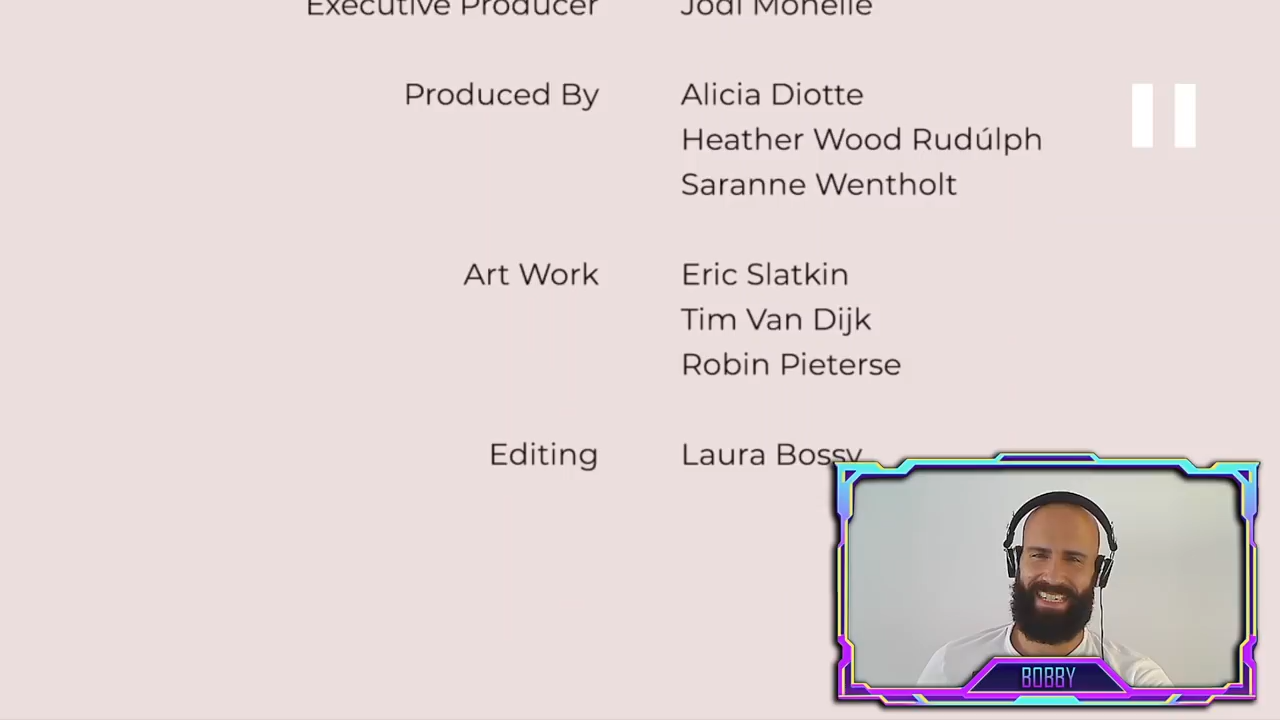 Executive Producer Jodi Monelle
Produced By Alicia Diotte
Heather Wood Rudúlph
Saranne Wentholt
Art Work Eric Slatkin
Tim Van Dijk
Robin Pieterse
Editing Laura Bossy
BOBBY